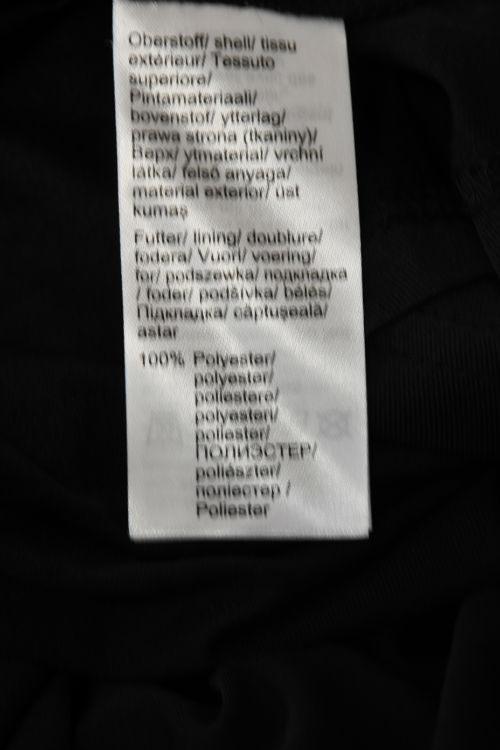 Oberstoff/ shell/ tissu
extérieur/ Tessuto
superiore/
Pintamateriaali/
bovenstof/ ytterlag/
prawa strona (tkaniny)/
Верх/ ytmaterial/ vrchní
látka/ felső anyaga/
material exterior/ üst
kumaş
Futter/ lining/ doublure/
fodera/ Vuori/ voering/
for/ podszewka/ подкладка
/ foder/ podšívka/ bélés/
Підкладка/ căptuşeală/
astar
100% Polyester/
polyester/
poliestere/
polyesteri/
poliester/
ПОЛИЭСТЕР/
poliészter/
поліестер /
Poliester